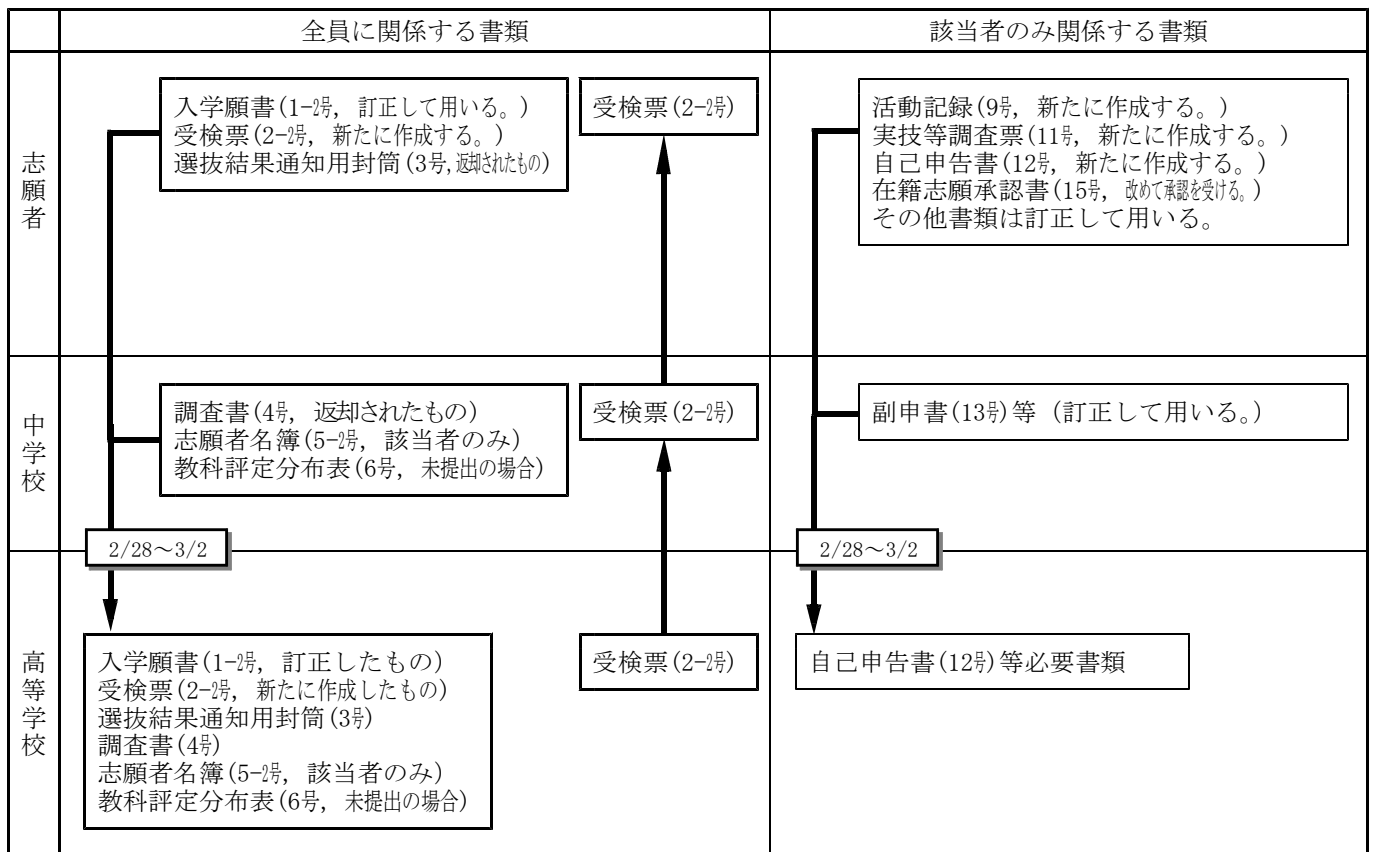 全員に関係する書類
該当者のみ関係する書類
志願者
入学願書(1-2号, 訂正して用いる。)
受検票(2-2号, 新たに作成する。)
選抜結果通知用封筒(3号,返却されたもの)
受検票(2-2号)
活動記録(9号, 新たに作成する。)
実技等調査票(11号, 新たに作成する。)
自己申告書(12号, 新たに作成する。)
在籍志願承認書(15号, 改めて承認を受ける。)
その他書類は訂正して用いる。
中学校
調査書(4号, 返却されたもの)
志願者名簿(5-2号, 該当者のみ)
教科評定分布表(6号, 未提出の場合)
受検票(2-2号)
副申書(13号)等 (訂正して用いる。)
2/28～3/2
2/28～3/2
高等学校
入学願書(1-2号, 訂正したもの)
受検票(2-2号, 新たに作成したもの)
選抜結果通知用封筒(3号)
調査書(4号)
志願者名簿(5-2号, 該当者のみ)
教科評定分布表(6号, 未提出の場合)
受検票(2-2号)
自己申告書(12号)等必要書類